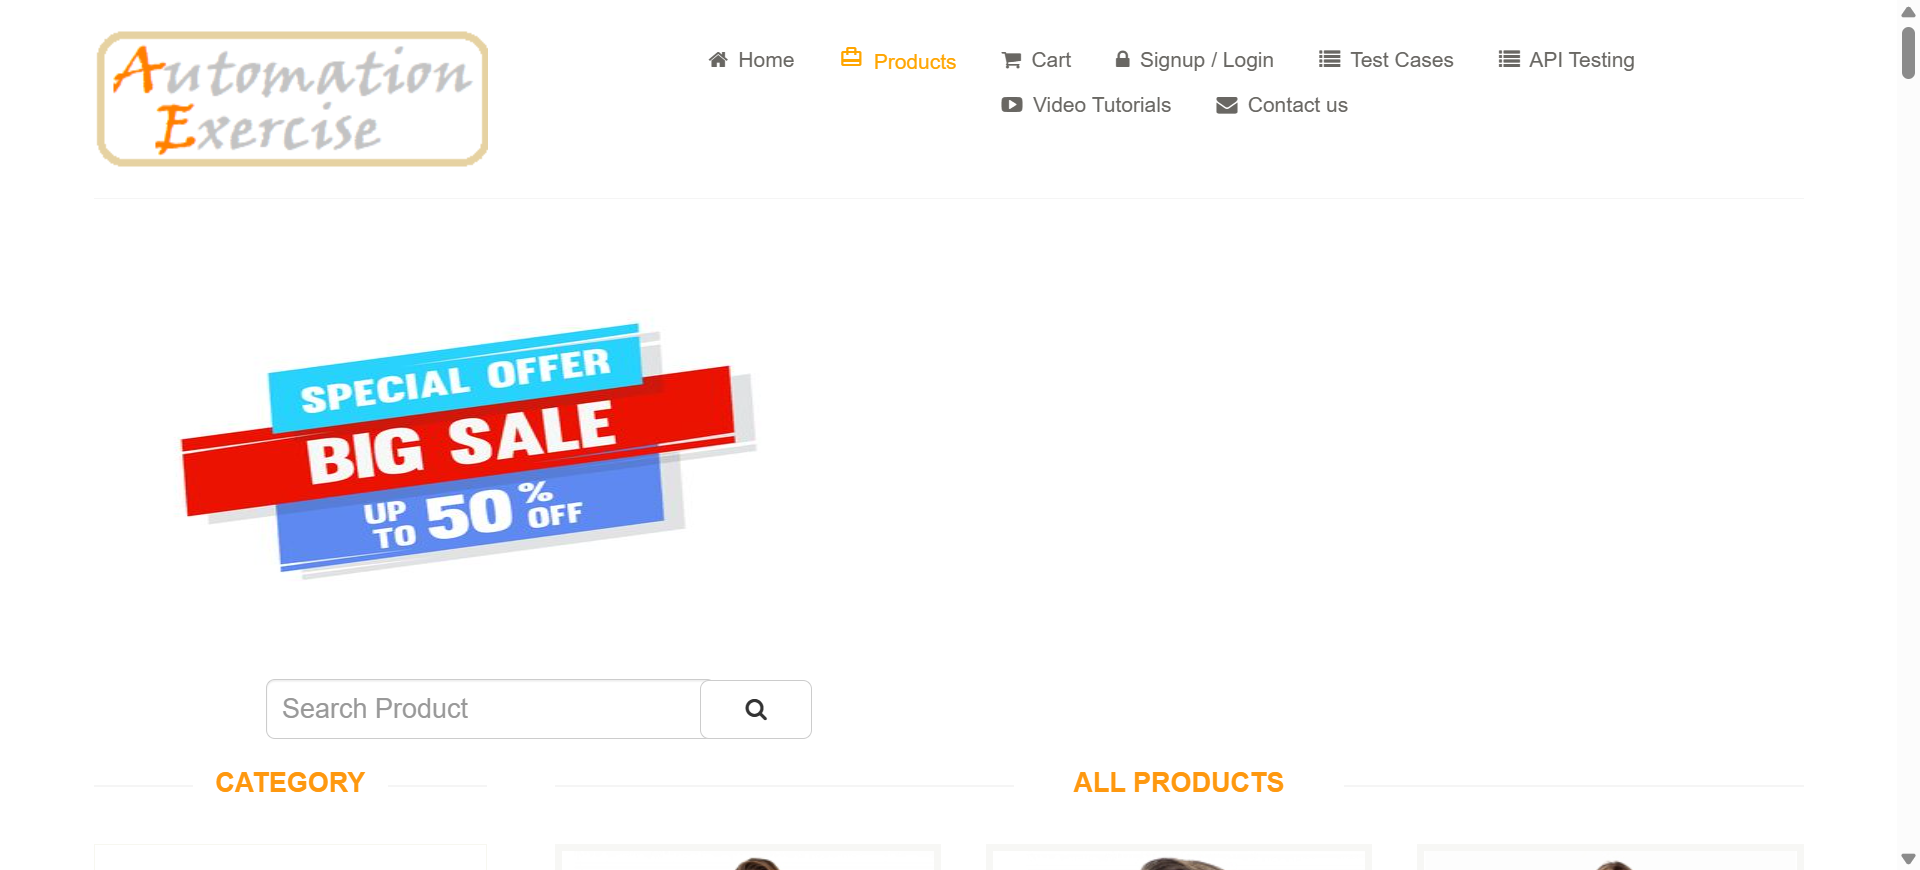 Automation
Exercise
Home
Products
Cart
Signup / Login
Test Cases
API Testing
Video Tutorials
Contact us
SPECIAL OFFER
BIG SALE
UP TO 50% OFF
Search Product
CATEGORY
ALL PRODUCTS